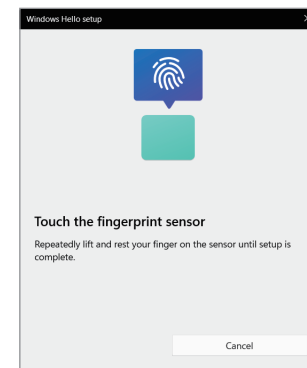 Windows Hello setup
Touch the fingerprint sensor
Repeatedly lift and rest your finger on the sensor until setup is
complete.
Cancel